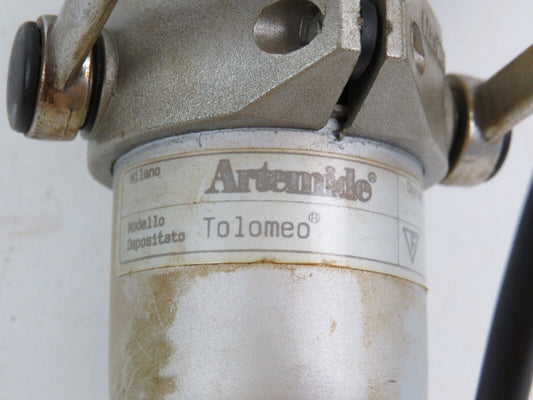 Milano
Artemide®
Modello
Depositato
Tolomeo®
F